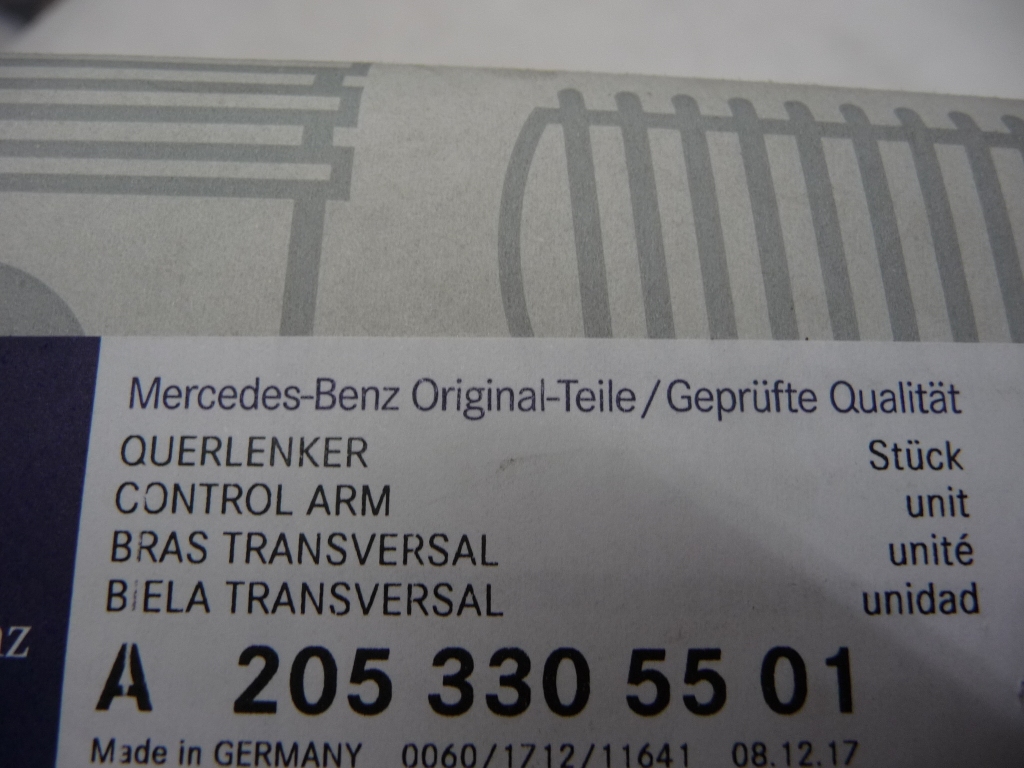 Mercedes-Benz Original-Teile/Geprüfte Qualität
QUERLENKER Stück
CONTROL ARM unit
BRAS TRANSVERSAL unité
BIELA TRANSVERSAL unidad
A 205 330 55 01
Made in GERMANY 0060/1712/11641 08.12.17